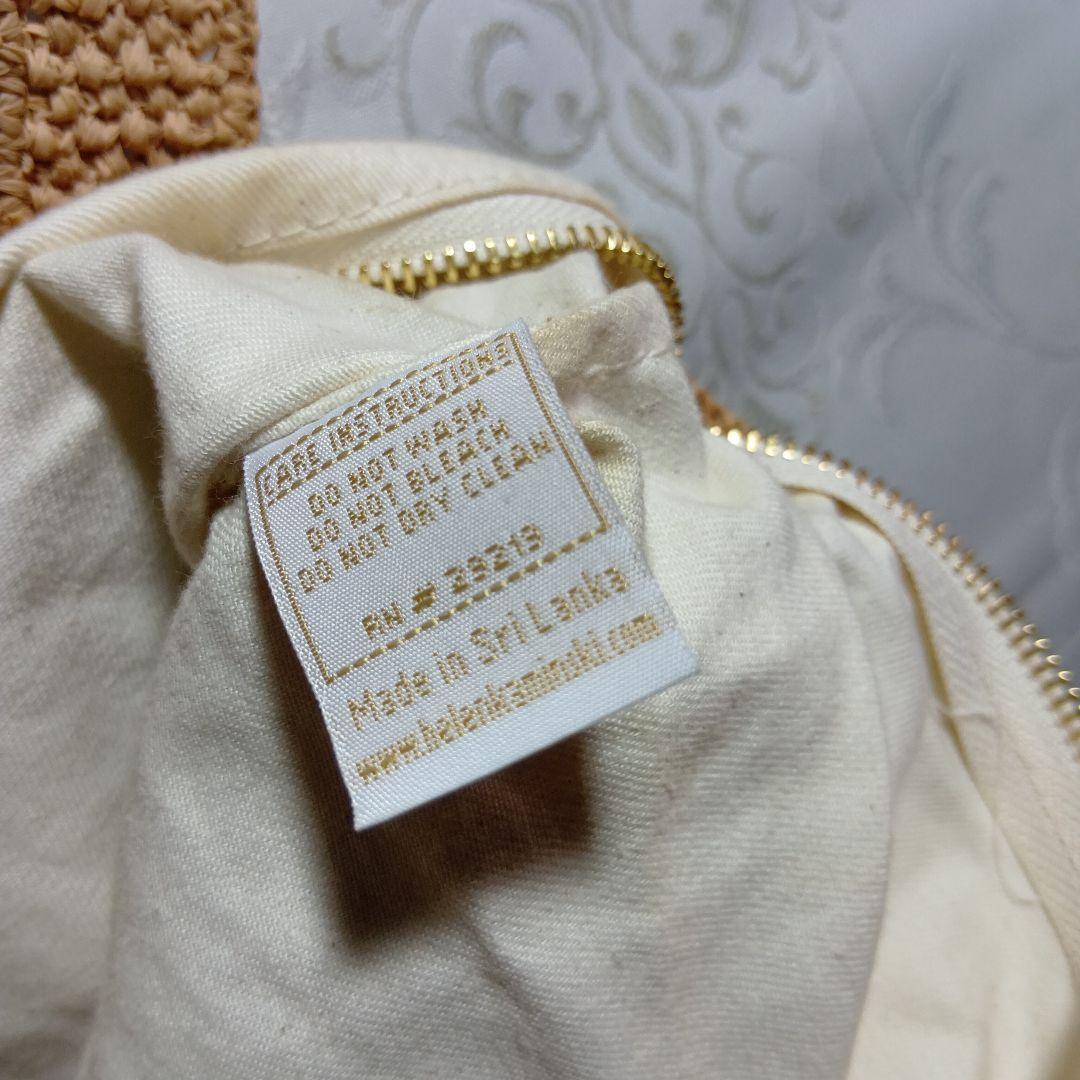 CARE INSTRUCTIONS
DO NOT WASH
DO NOT BLEACH
DO NOT DRY CLEAN
RN # 29219
Made in Sri Lanka
www.helenkaminski.com